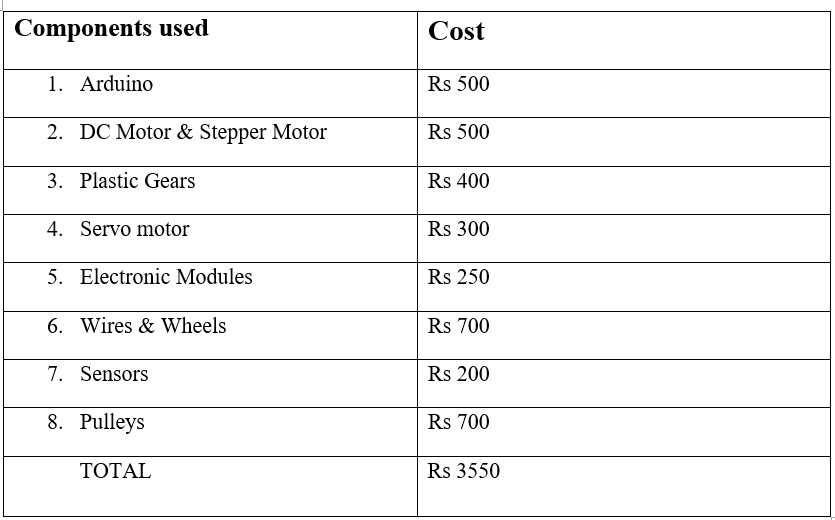 Components used Cost
1. Arduino Rs 500
2. DC Motor & Stepper Motor Rs 500
3. Plastic Gears Rs 400
4. Servo motor Rs 300
5. Electronic Modules Rs 250
6. Wires & Wheels Rs 700
7. Sensors Rs 200
8. Pulleys Rs 700
TOTAL Rs 3550